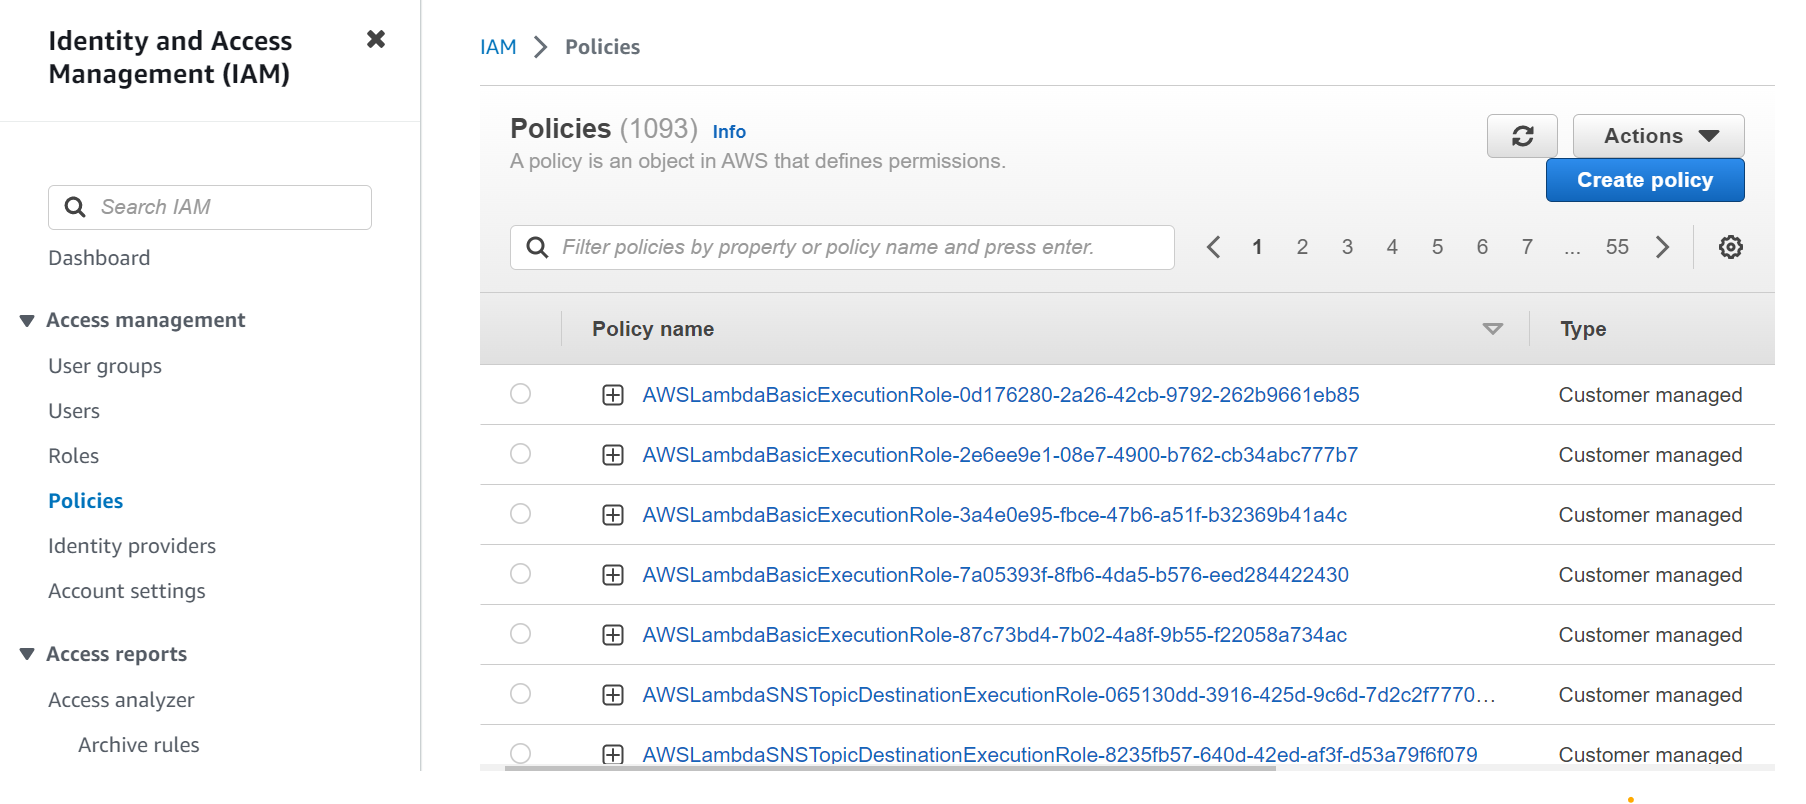 Identity and Access
Management (IAM)
Search IAM
Dashboard
Access management
User groups
Users
Roles
Policies
Identity providers
Account settings
Access reports
Access analyzer
Archive rules
IAM > Policies
Policies (1093) Info
A policy is an object in AWS that defines permissions.
Actions
Create policy
Filter policies by property or policy name and press enter.
1 2 3 4 5 6 7 ... 55
Policy name Type
AWSLambdaBasicExecutionRole-0d176280-2a26-42cb-9792-262b9661eb85 Customer managed
AWSLambdaBasicExecutionRole-2e6ee9e1-08e7-4900-b762-cb34abc777b7 Customer managed
AWSLambdaBasicExecutionRole-3a4e0e95-fbce-47b6-a51f-b32369b41a4c Customer managed
AWSLambdaBasicExecutionRole-7a05393f-8fb6-4da5-b576-eed284422430 Customer managed
AWSLambdaBasicExecutionRole-87c73bd4-7b02-4a8f-9b55-f22058a734ac Customer managed
AWSLambdaSNSTopicDestinationExecutionRole-065130dd-3916-425d-9c6d-7d2c2f7770... Customer managed
AWSLambdaSNSTopicDestinationExecutionRole-8235fb57-640d-42ed-af3f-d53a79f6f079 Customer managed